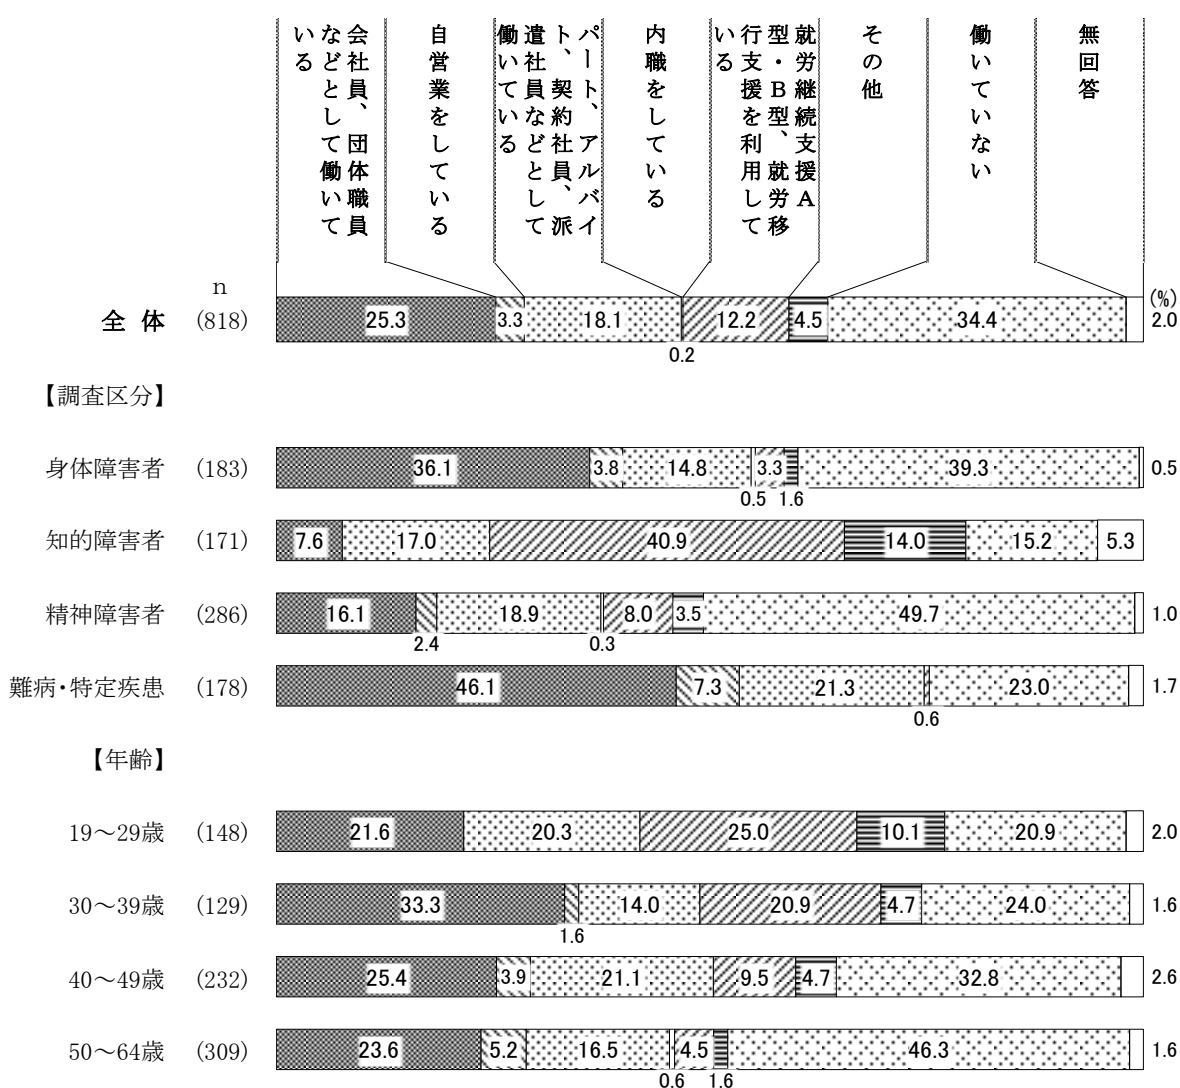 会社員、団体職員
などとして働いて
いる
自営業をしている
パート、アルバイ
ト、契約社員、派
遣社員などとして
働いている
内職をしている
就労継続支援A
型・B型、就労移
行支援を利用して
いる
その他
働いていない
無回答
n
(%)
全 体 (818) 25.3 3.3 18.1 12.2 4.5 34.4 2.0
0.2
【調査区分】
身体障害者 (183) 36.1 3.8 14.8 3.3 39.3 0.5
0.5 1.6
知的障害者 (171) 7.6 17.0 40.9 14.0 15.2 5.3
精神障害者 (286) 16.1 18.9 8.0 3.5 49.7 1.0
2.4 0.3
難病・特定疾患 (178) 46.1 7.3 21.3 23.0 1.7
0.6
【年齢】
19～29歳 (148) 21.6 20.3 25.0 10.1 20.9 2.0
30～39歳 (129) 33.3 14.0 20.9 4.7 24.0 1.6
1.6
40～49歳 (232) 25.4 3.9 21.1 9.5 4.7 32.8 2.6
50～64歳 (309) 23.6 5.2 16.5 4.5 46.3 1.6
0.6 1.6